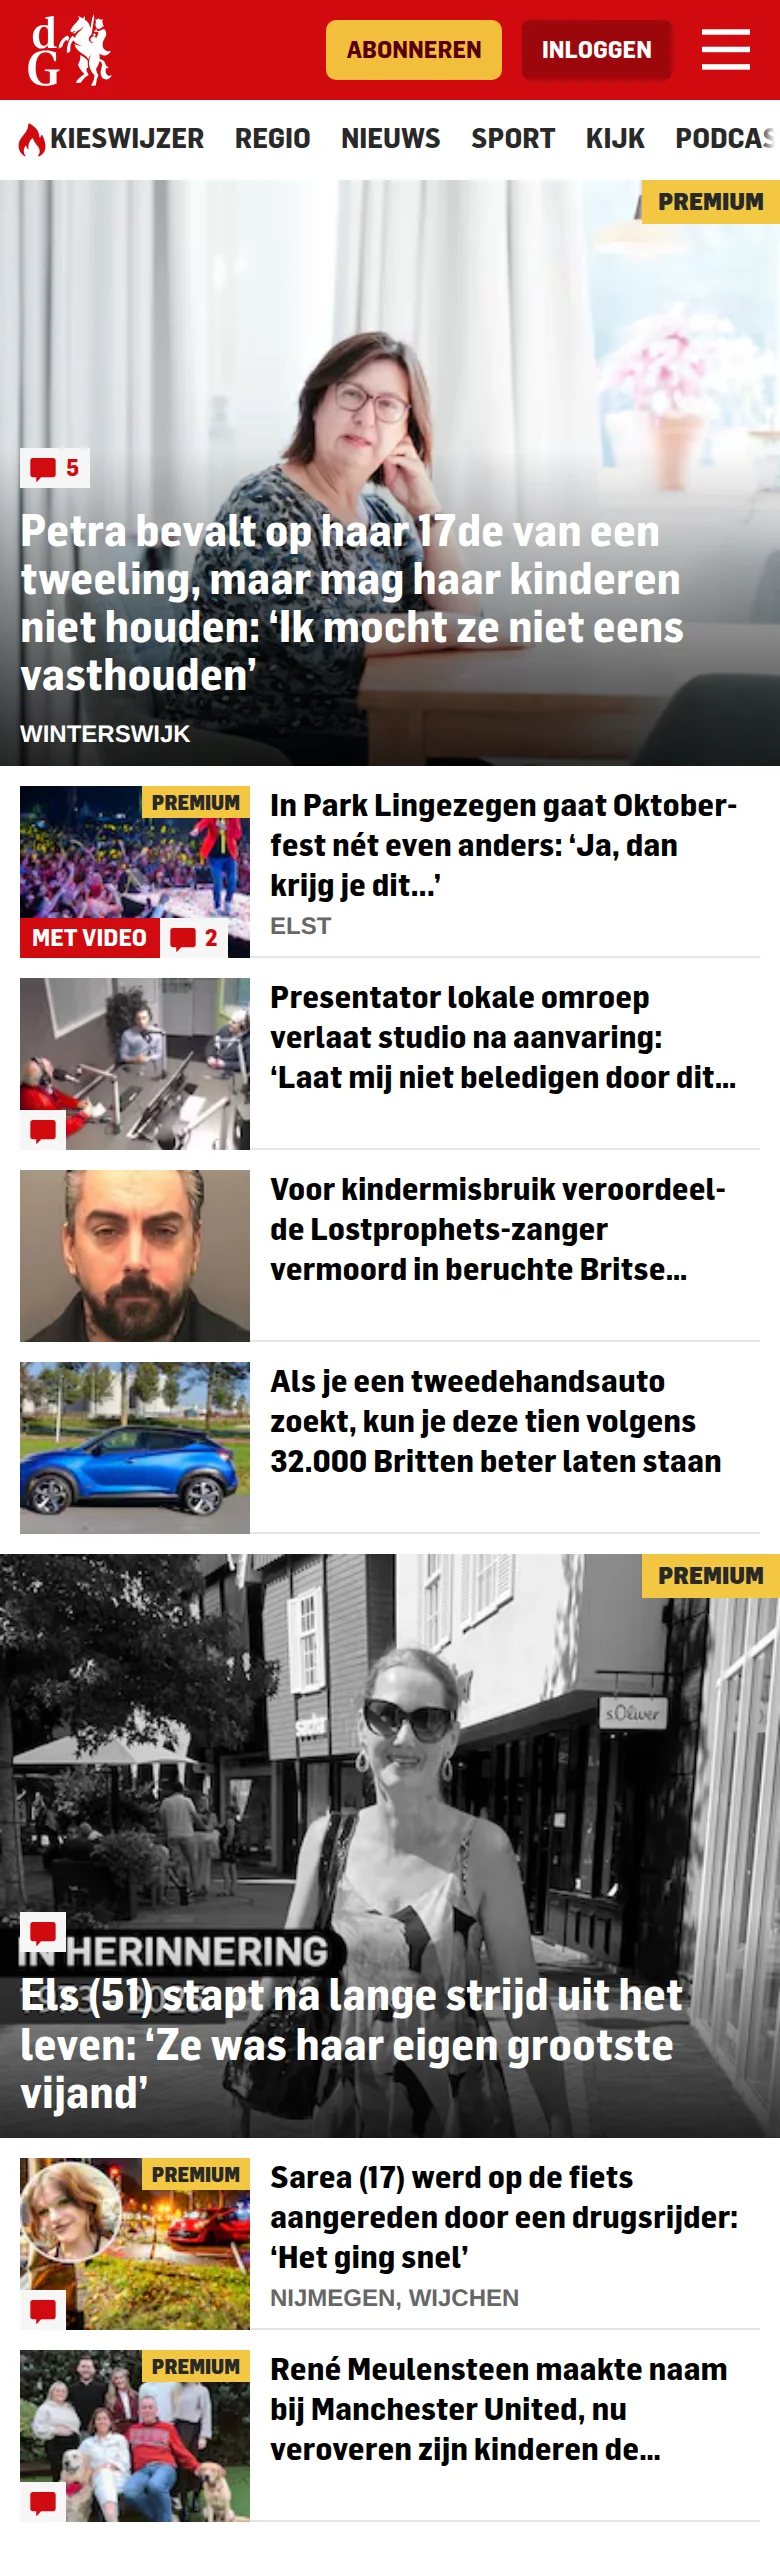 dG
ABONNEREN
INLOGGEN
KIESWIJZER REGIO NIEUWS SPORT KIJK PODCAS
PREMIUM
5
Petra bevalt op haar 17de van een
tweeling, maar mag haar kinderen
niet houden: ‘Ik mocht ze niet eens
vasthouden’
WINTERSWIJK
PREMIUM
MET VIDEO
2
In Park Lingezegen gaat Oktober-
fest nét even anders: ‘Ja, dan
krijg je dit...’
ELST
Presentator lokale omroep
verlaat studio na aanvaring:
‘Laat mij niet beledigen door dit...
Voor kindermisbruik veroordeel-
de Lostprophets-zanger
vermoord in beruchte Britse...
Als je een tweedehandsauto
zoekt, kun je deze tien volgens
32.000 Britten beter laten staan
PREMIUM
s.Oliver
IN HERINNERING
Els (51) stapt na lange strijd uit het
leven: ‘Ze was haar eigen grootste
vijand’
PREMIUM
Sarea (17) werd op de fiets
aangereden door een drugsrijder:
‘Het ging snel’
NIJMEGEN, WIJCHEN
PREMIUM
René Meulensteen maakte naam
bij Manchester United, nu
veroveren zijn kinderen de...